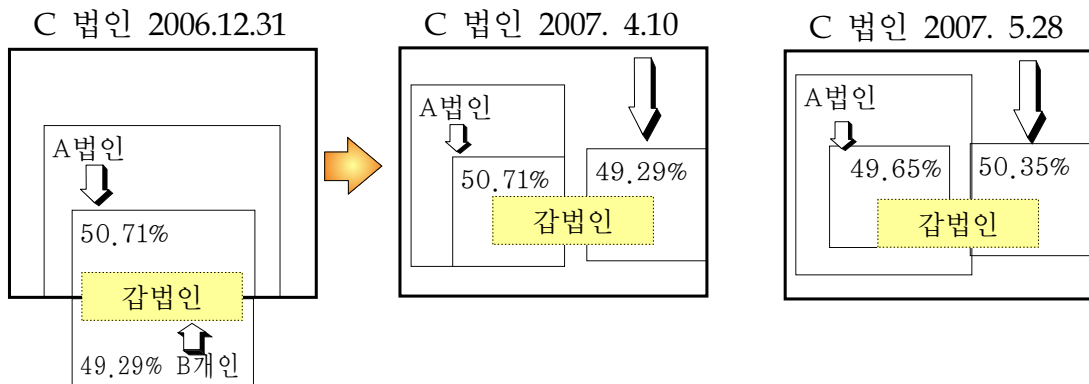 C 법인 2006.12.31
A법인
50.71%
갑법인
49.29% B개인
C 법인 2007. 4.10
A법인
50.71%
49.29%
갑법인
C 법인 2007. 5.28
A법인
49.65%
50.35%
갑법인